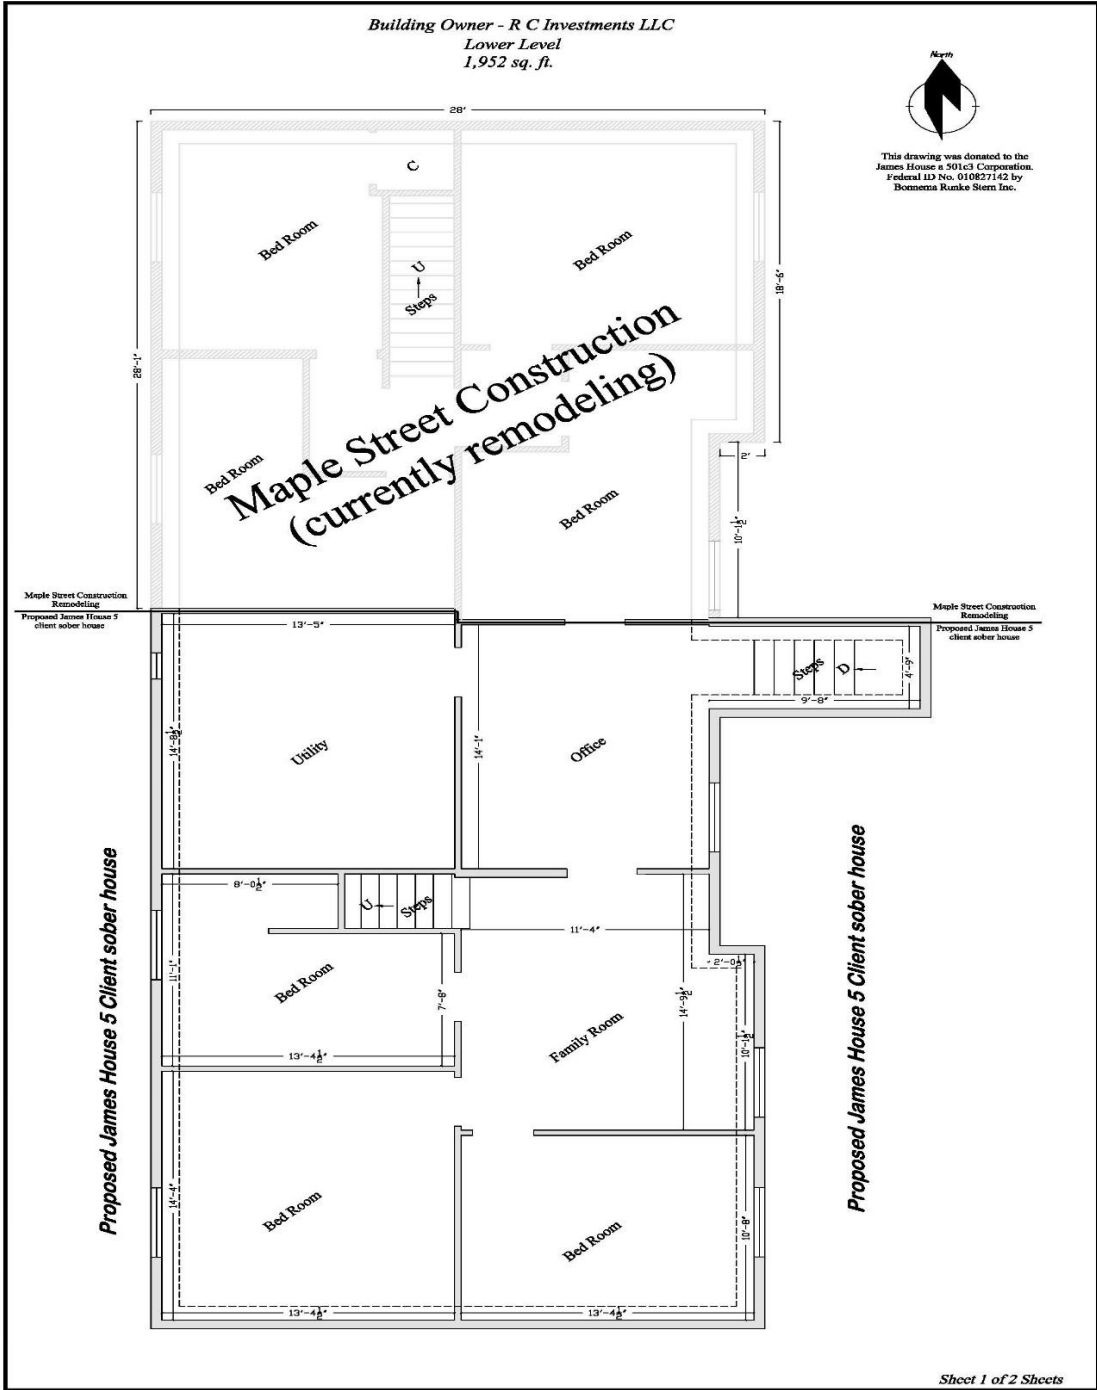 Building Owner - R C Investments LLC
Lower Level
1,952 sq. ft.
North
This drawing was donated to the
James House a 501c3 Corporation.
Federal ID No. 010827142 by
Bonnema Runke Stern Inc.
28'
C
Bed Room
Bed Room
U
Steps
18'-6"
28'-1"
Maple Street Construction
(currently remodeling)
Bed Room
Bed Room
2'
10'-1½"
Maple Street Construction
Remodeling
Proposed James House 5
client sober house
Maple Street Construction
Remodeling
Proposed James House 5
client sober house
13'-5"
Steps
D
4'-9"
9'-8"
14'-8½"
Utility
14'-1"
Office
8'-0½"
U
Steps
11'-4"
2'-0½"
11'-1"
Bed Room
7'-8"
14'-9½"
Family Room
10'-1½"
13'-4½"
Proposed James House 5 Client sober house
Proposed James House 5 Client sober house
14'-4"
Bed Room
Bed Room
10'-8"
13'-4½"
13'-4½"
Sheet 1 of 2 Sheets